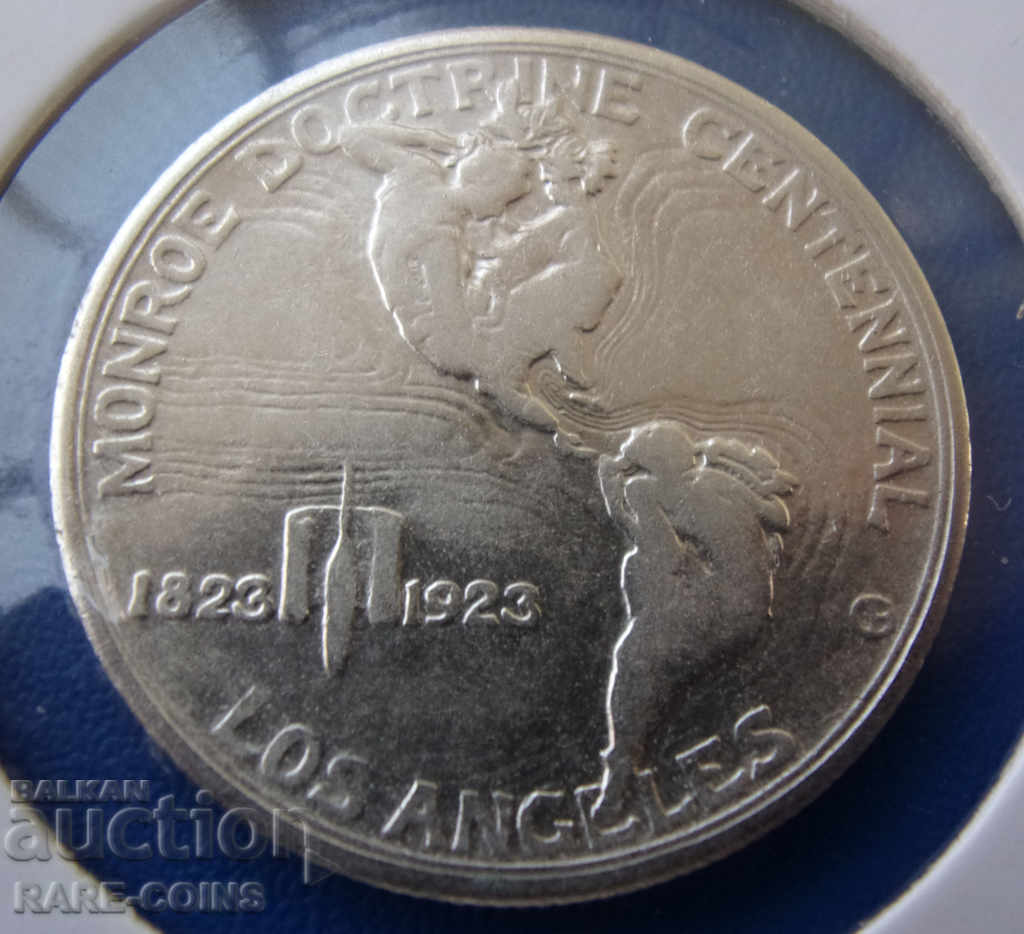 MONROE DOCTRINE CENTENNIAL
1823 1923
LOS ANGELES
BALKAN
auction
RARE-COINS